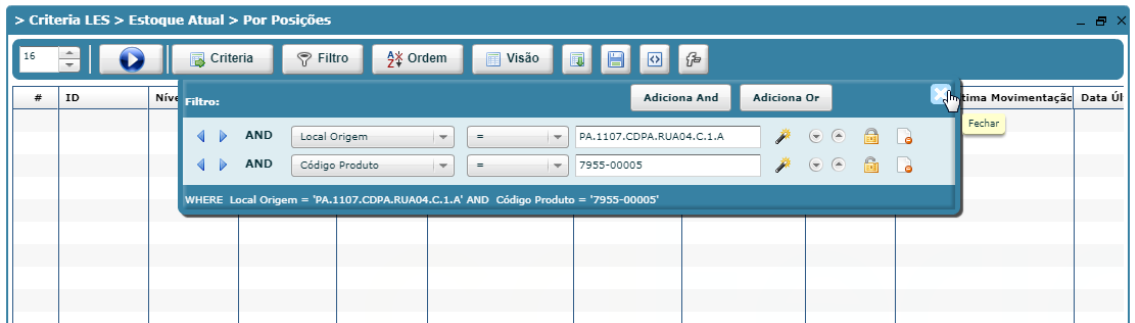 > Criteria LES > Estoque Atual > Por Posições
16
Criteria
Filtro
Ordem
Visão
# ID Níve tima Movimentaçãc Data Úl
Filtro:
Adiciona And
Adiciona Or
Fechar
AND Local Origem = PA.1107.CDPA.RUA04.C.1.A
AND Código Produto = 7955-00005
WHERE Local Origem = 'PA.1107.CDPA.RUA04.C.1.A' AND Código Produto = '7955-00005'